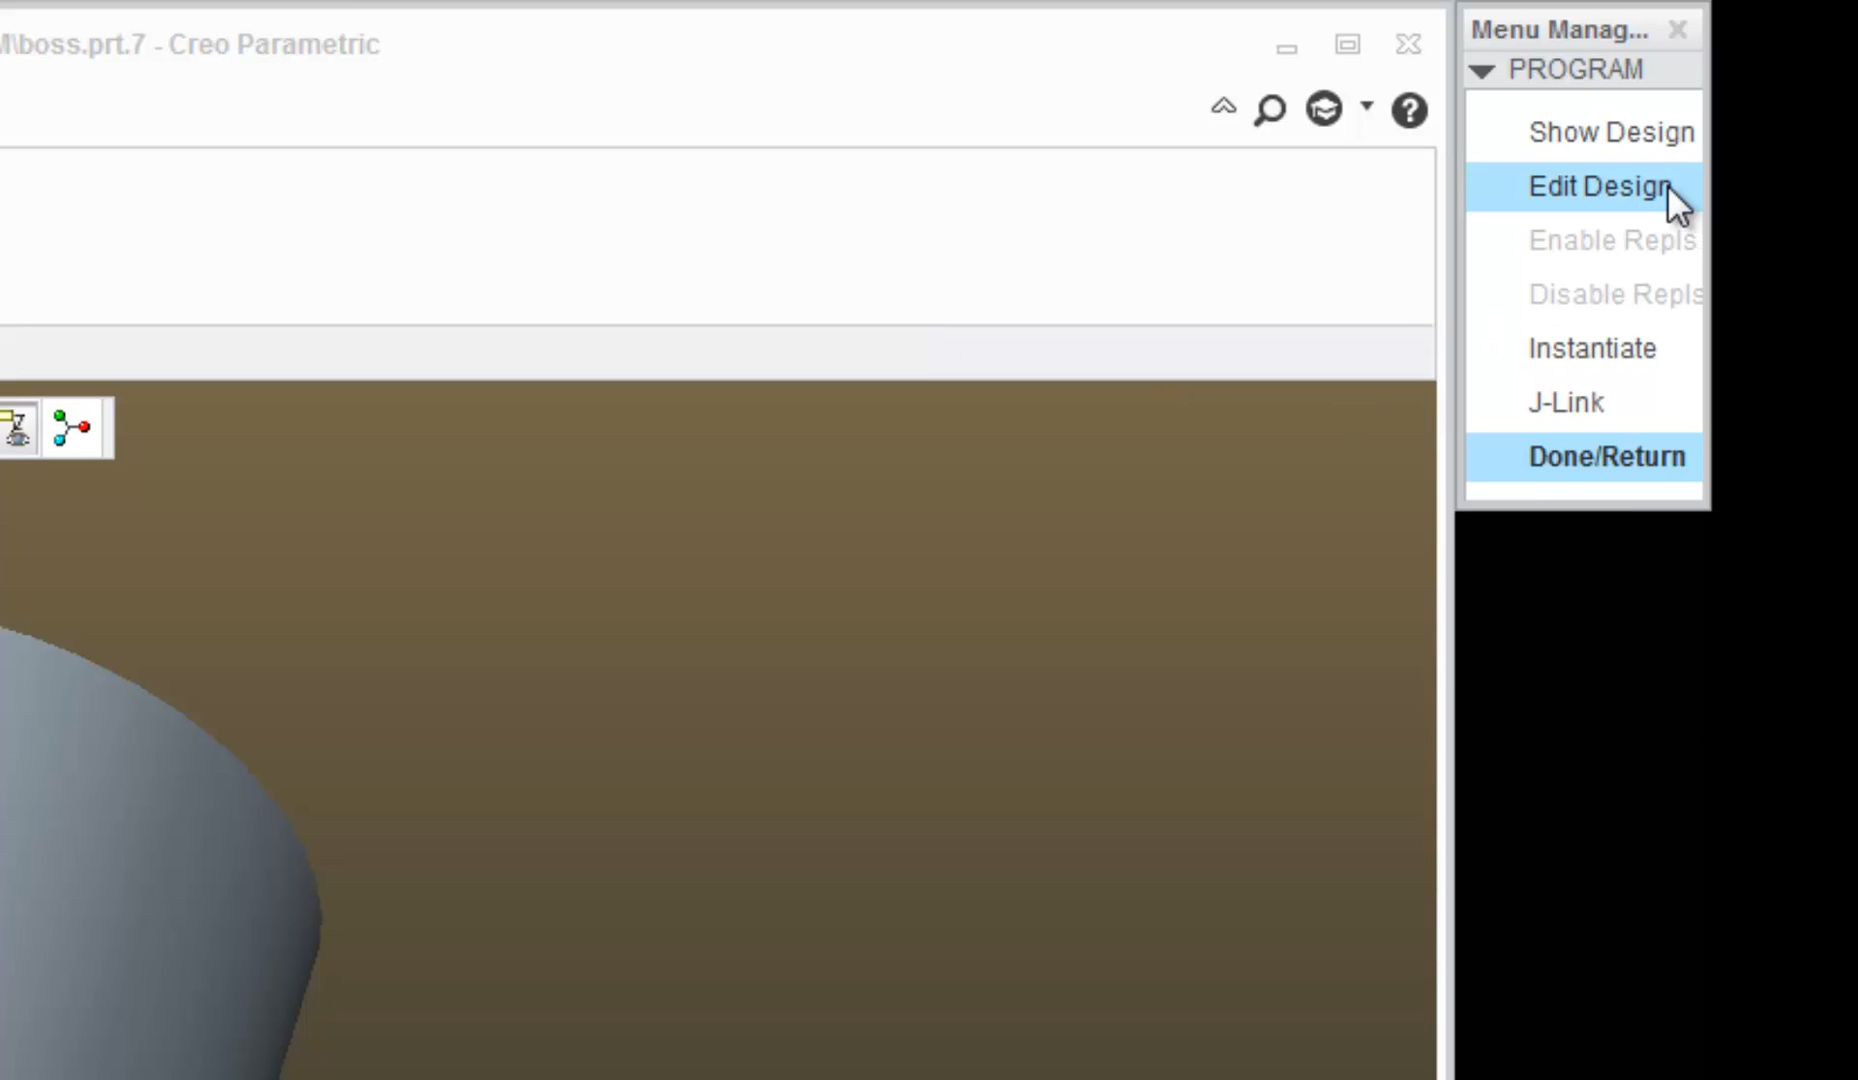 M\boss.prt.7 - Creo Parametric
Menu Manag...
PROGRAM
Show Design
Edit Design
Enable Repls
Disable Repls
Instantiate
J-Link
Done/Return